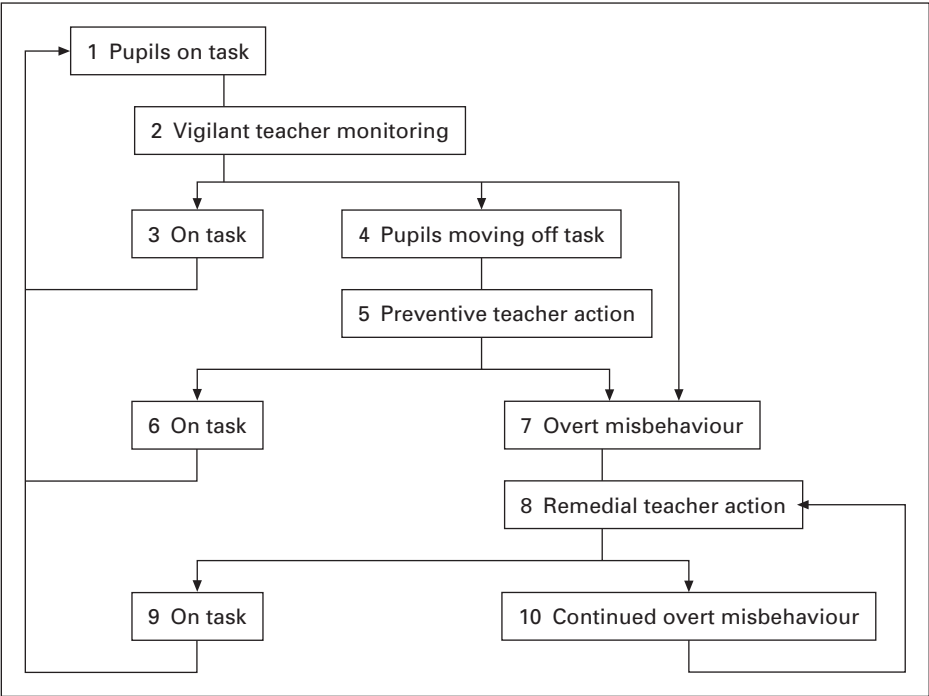 1 Pupils on task
2 Vigilant teacher monitoring
3 On task
4 Pupils moving off task
5 Preventive teacher action
6 On task
7 Overt misbehaviour
8 Remedial teacher action
9 On task
10 Continued overt misbehaviour